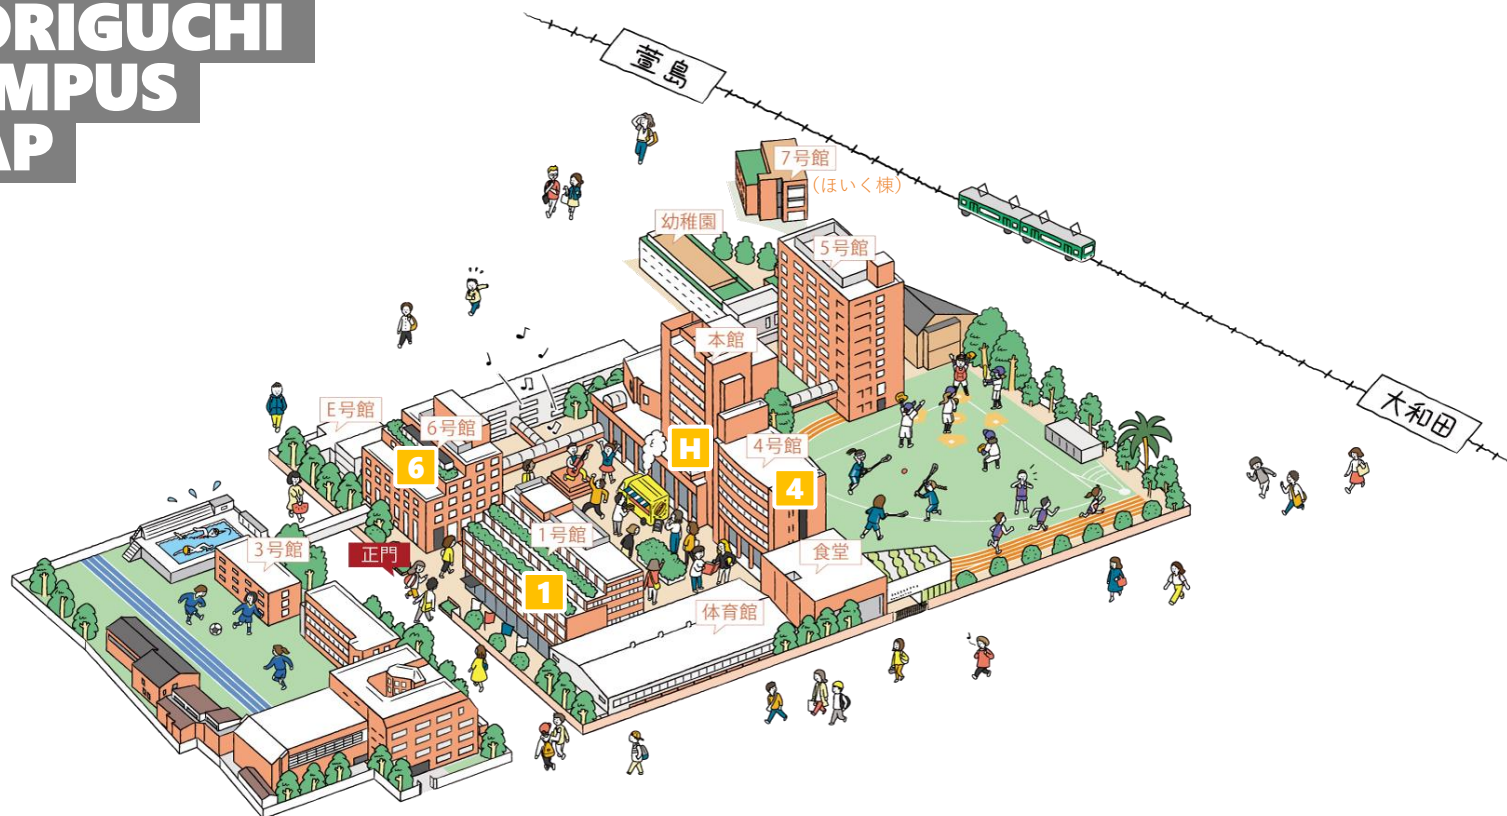 ORIGUCHI
MPUS
AP
萱島
7号館
(ほいく棟)
幼稚園
5号館
本館
大和田
E号館
6号館
6
H
4号館
4
3号館
正門
1号館
1
食堂
体育館